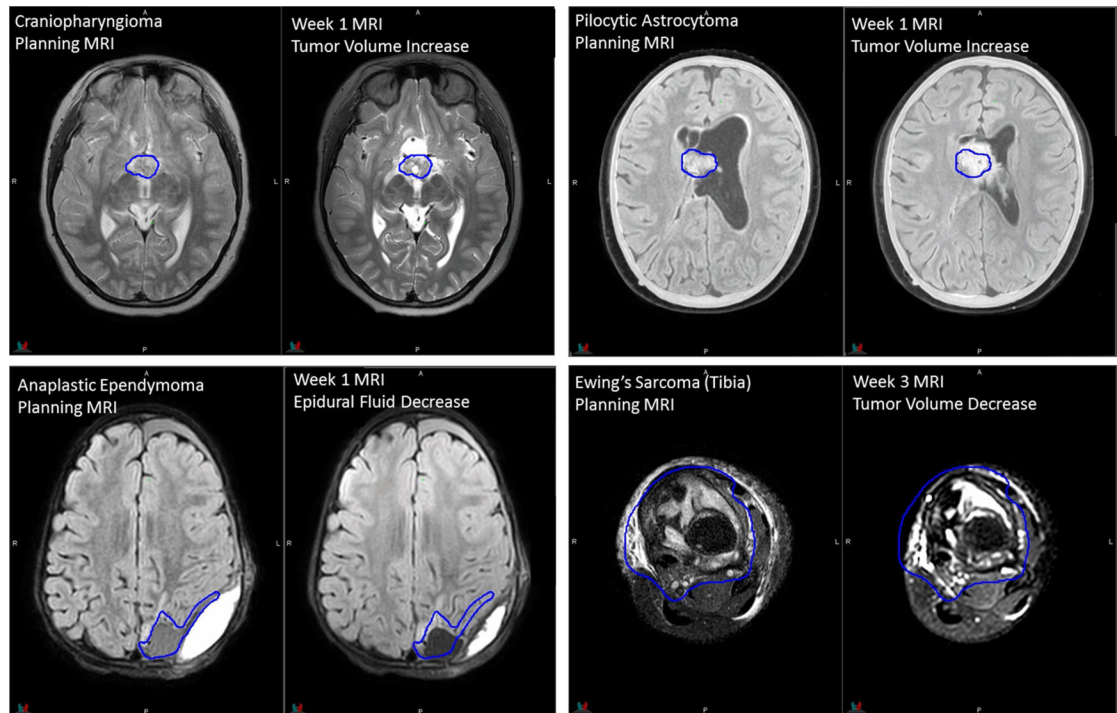 Craniopharyngioma
Planning MRI
Week 1 MRI
Tumor Volume Increase
A
A
R
R
L
P
P
Pilocytic Astrocytoma
Planning MRI
Week 1 MRI
Tumor Volume Increase
A
A
R
R
L
P
P
Anaplastic Ependymoma
Planning MRI
Week 1 MRI
Epidural Fluid Decrease
A
A
R
R
L
P
P
Ewing's Sarcoma (Tibia)
Planning MRI
Week 3 MRI
Tumor Volume Decrease
A
A
R
R
L
P
P